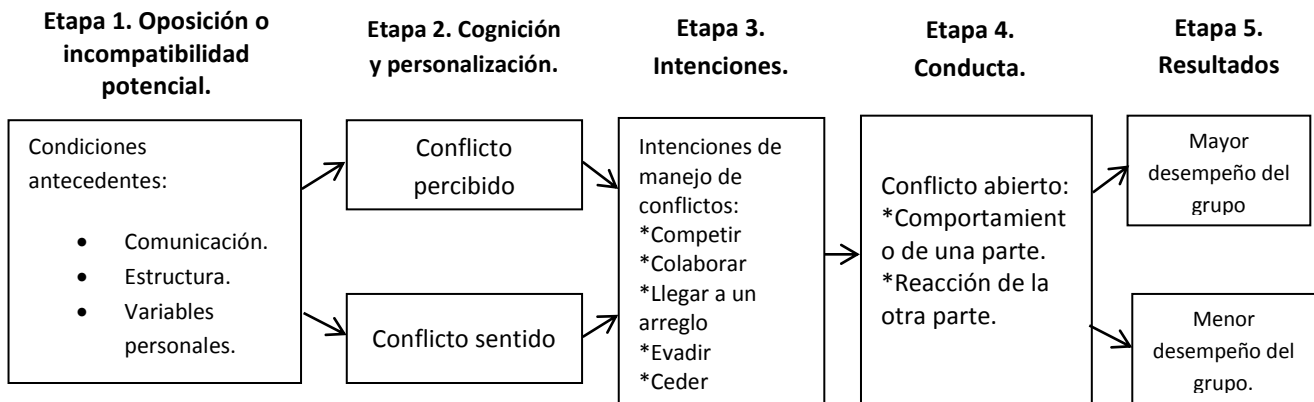 Etapa 1. Oposición o
incompatibilidad
potencial.
Etapa 2. Cognición
y personalización.
Etapa 3.
Intenciones.
Etapa 4.
Conducta.
Etapa 5.
Resultados
Condiciones
antecedentes:
• Comunicación.
• Estructura.
• Variables
personales.
Conflicto
percibido
Conflicto sentido
Intenciones de
manejo de
conflictos:
*Competir
*Colaborar
*Llegar a un
arreglo
*Evadir
*Ceder
Conflicto abierto:
*Comportamient
o de una parte.
*Reacción de la
otra parte.
Mayor
desempeño del
grupo
Menor
desempeño del
grupo.